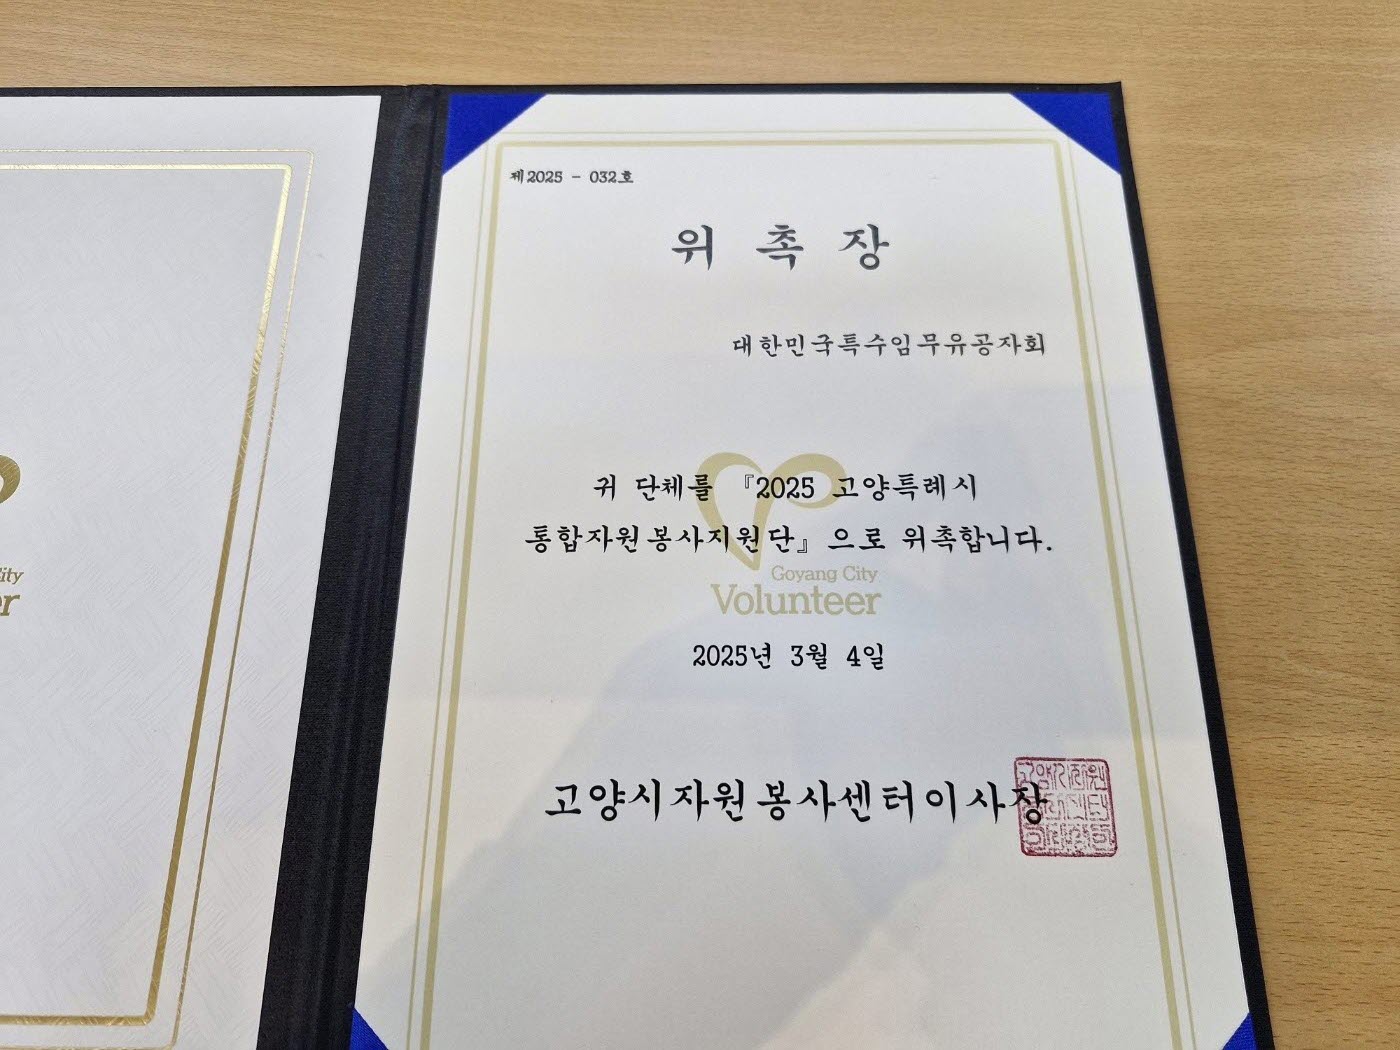 제2025 - 032호
위 촉 장
대한민국특수임무유공자회
귀 단체를 『2025 고양특례시
통합자원봉사지원단』으로 위촉합니다.
Goyang City
Volunteer
2025년 3월 4일
고양시자원봉사센터이사장